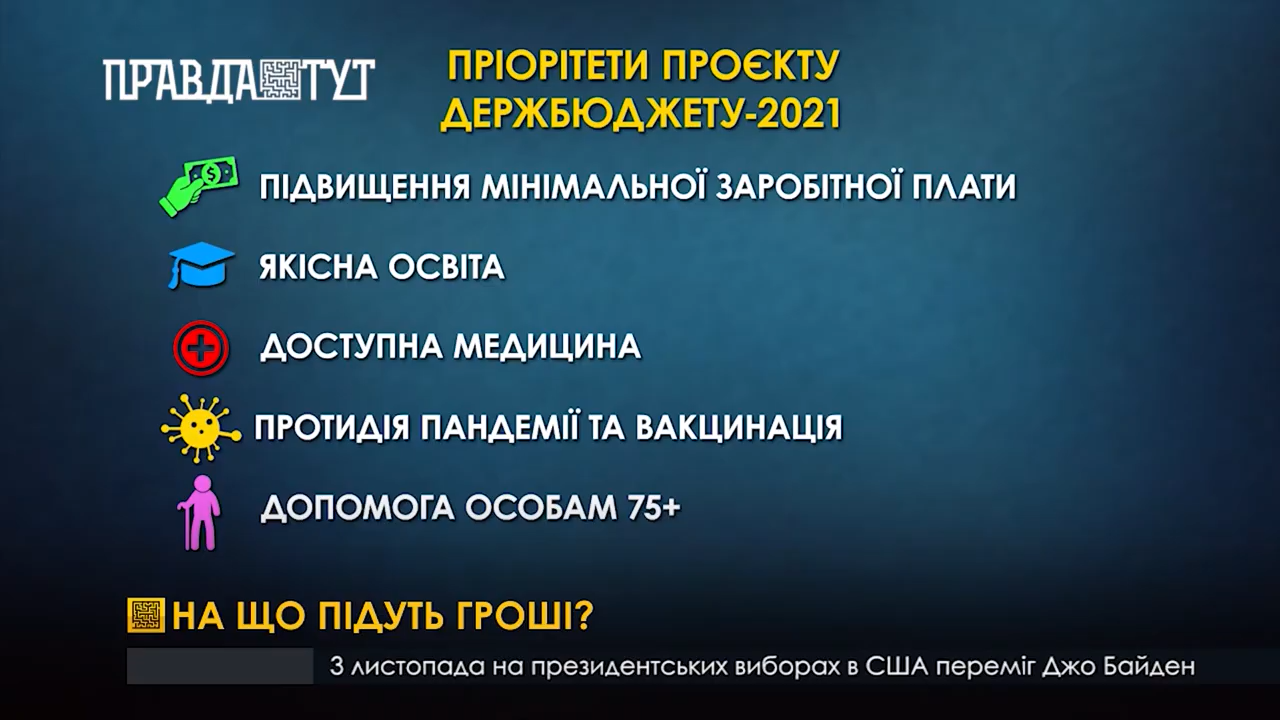 ПРАВДА ТУТ
ПРІОРІТЕТИ ПРОЄКТУ
ДЕРЖБЮДЖЕТУ-2021
ПІДВИЩЕННЯ МІНІМАЛЬНОЇ ЗАРОБІТНОЇ ПЛАТИ
ЯКІСНА ОСВІТА
ДОСТУПНА МЕДИЦИНА
ПРОТИДІЯ ПАНДЕМІЇ ТА ВАКЦИНАЦІЯ
ДОПОМОГА ОСОБАМ 75+
НА ЩО ПІДУТЬ ГРОШІ?
3 листопада на президентських виборах в США переміг Джо Байден